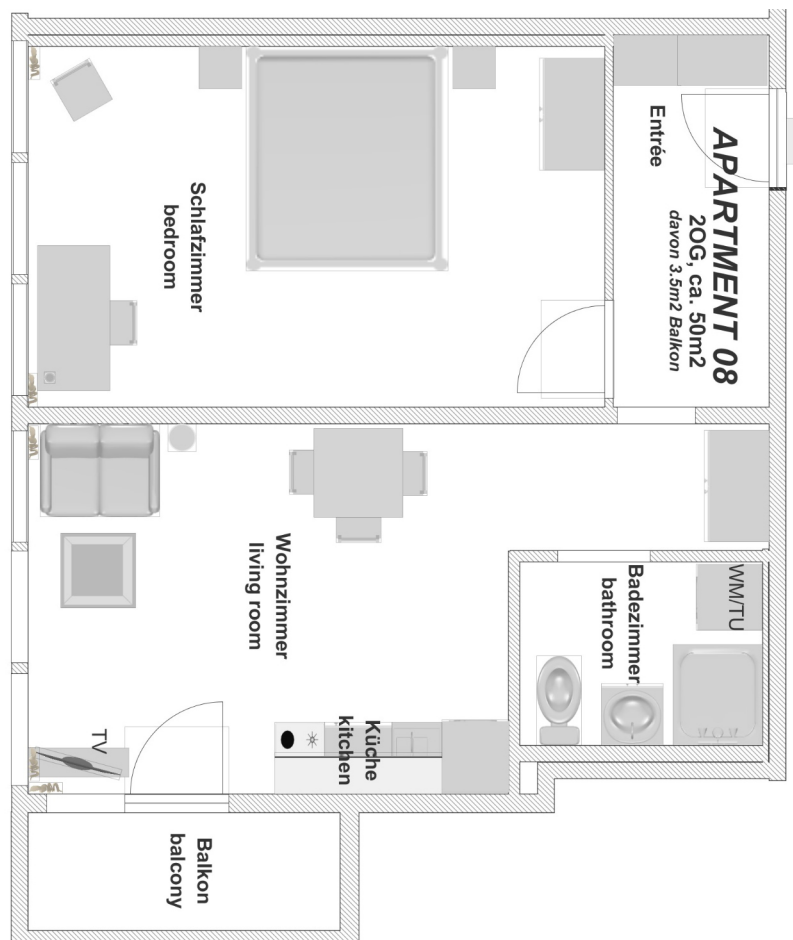 APARTMENT 08
2OG, ca. 50m2
davon 3.5m2 Balkon
Entrée
Schlafzimmer
bedroom
Wohnzimmer
living room
Badezimmer
bathroom
WM/TU
Küche
kitchen
TV
Balkon
balcony